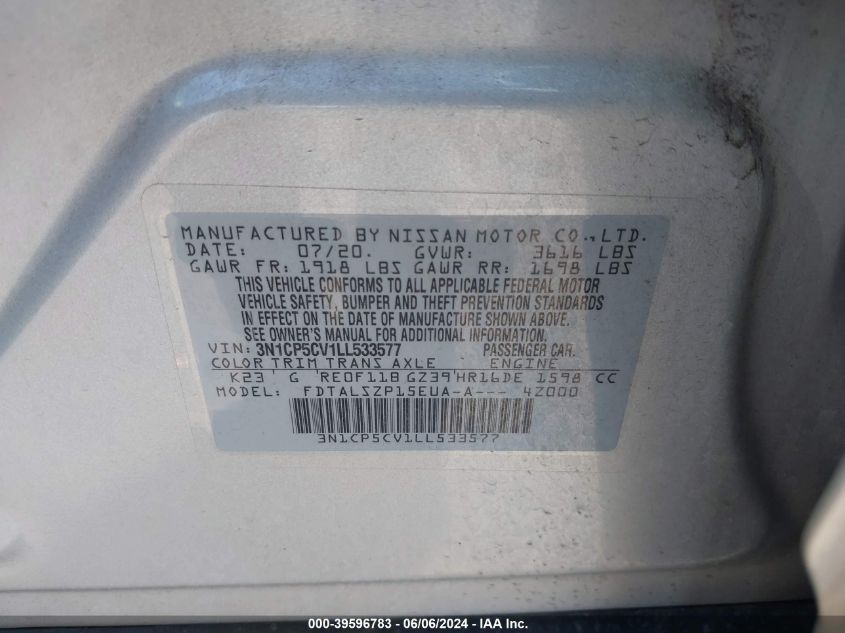 MANUFACTURED BY NISSAN MOTOR CO., LTD.
DATE: 07/20. GVWR: 3616 LBS
GAWR FR: 1918 LBS GAWR RR: 1698 LBS
THIS VEHICLE CONFORMS TO ALL APPLICABLE FEDERAL MOTOR
VEHICLE SAFETY, BUMPER AND THEFT PREVENTION STANDARDS
IN EFFECT ON THE DATE OF MANUFACTURE SHOWN ABOVE.
SEE OWNER'S MANUAL FOR ADDITIONAL INFORMATION.
VIN: 3N1CP5CV1LL533577 PASSENGER CAR.
COLOR TRIM TRANS AXLE ENGINE
K23 G RE0F11B GZ39 HR16DE 1598 CC
MODEL: FDTALSZP15EUA-A--- 4Z000
3N1CP5CV1LL533577
000-39596783 - 06/06/2024 - IAA Inc.